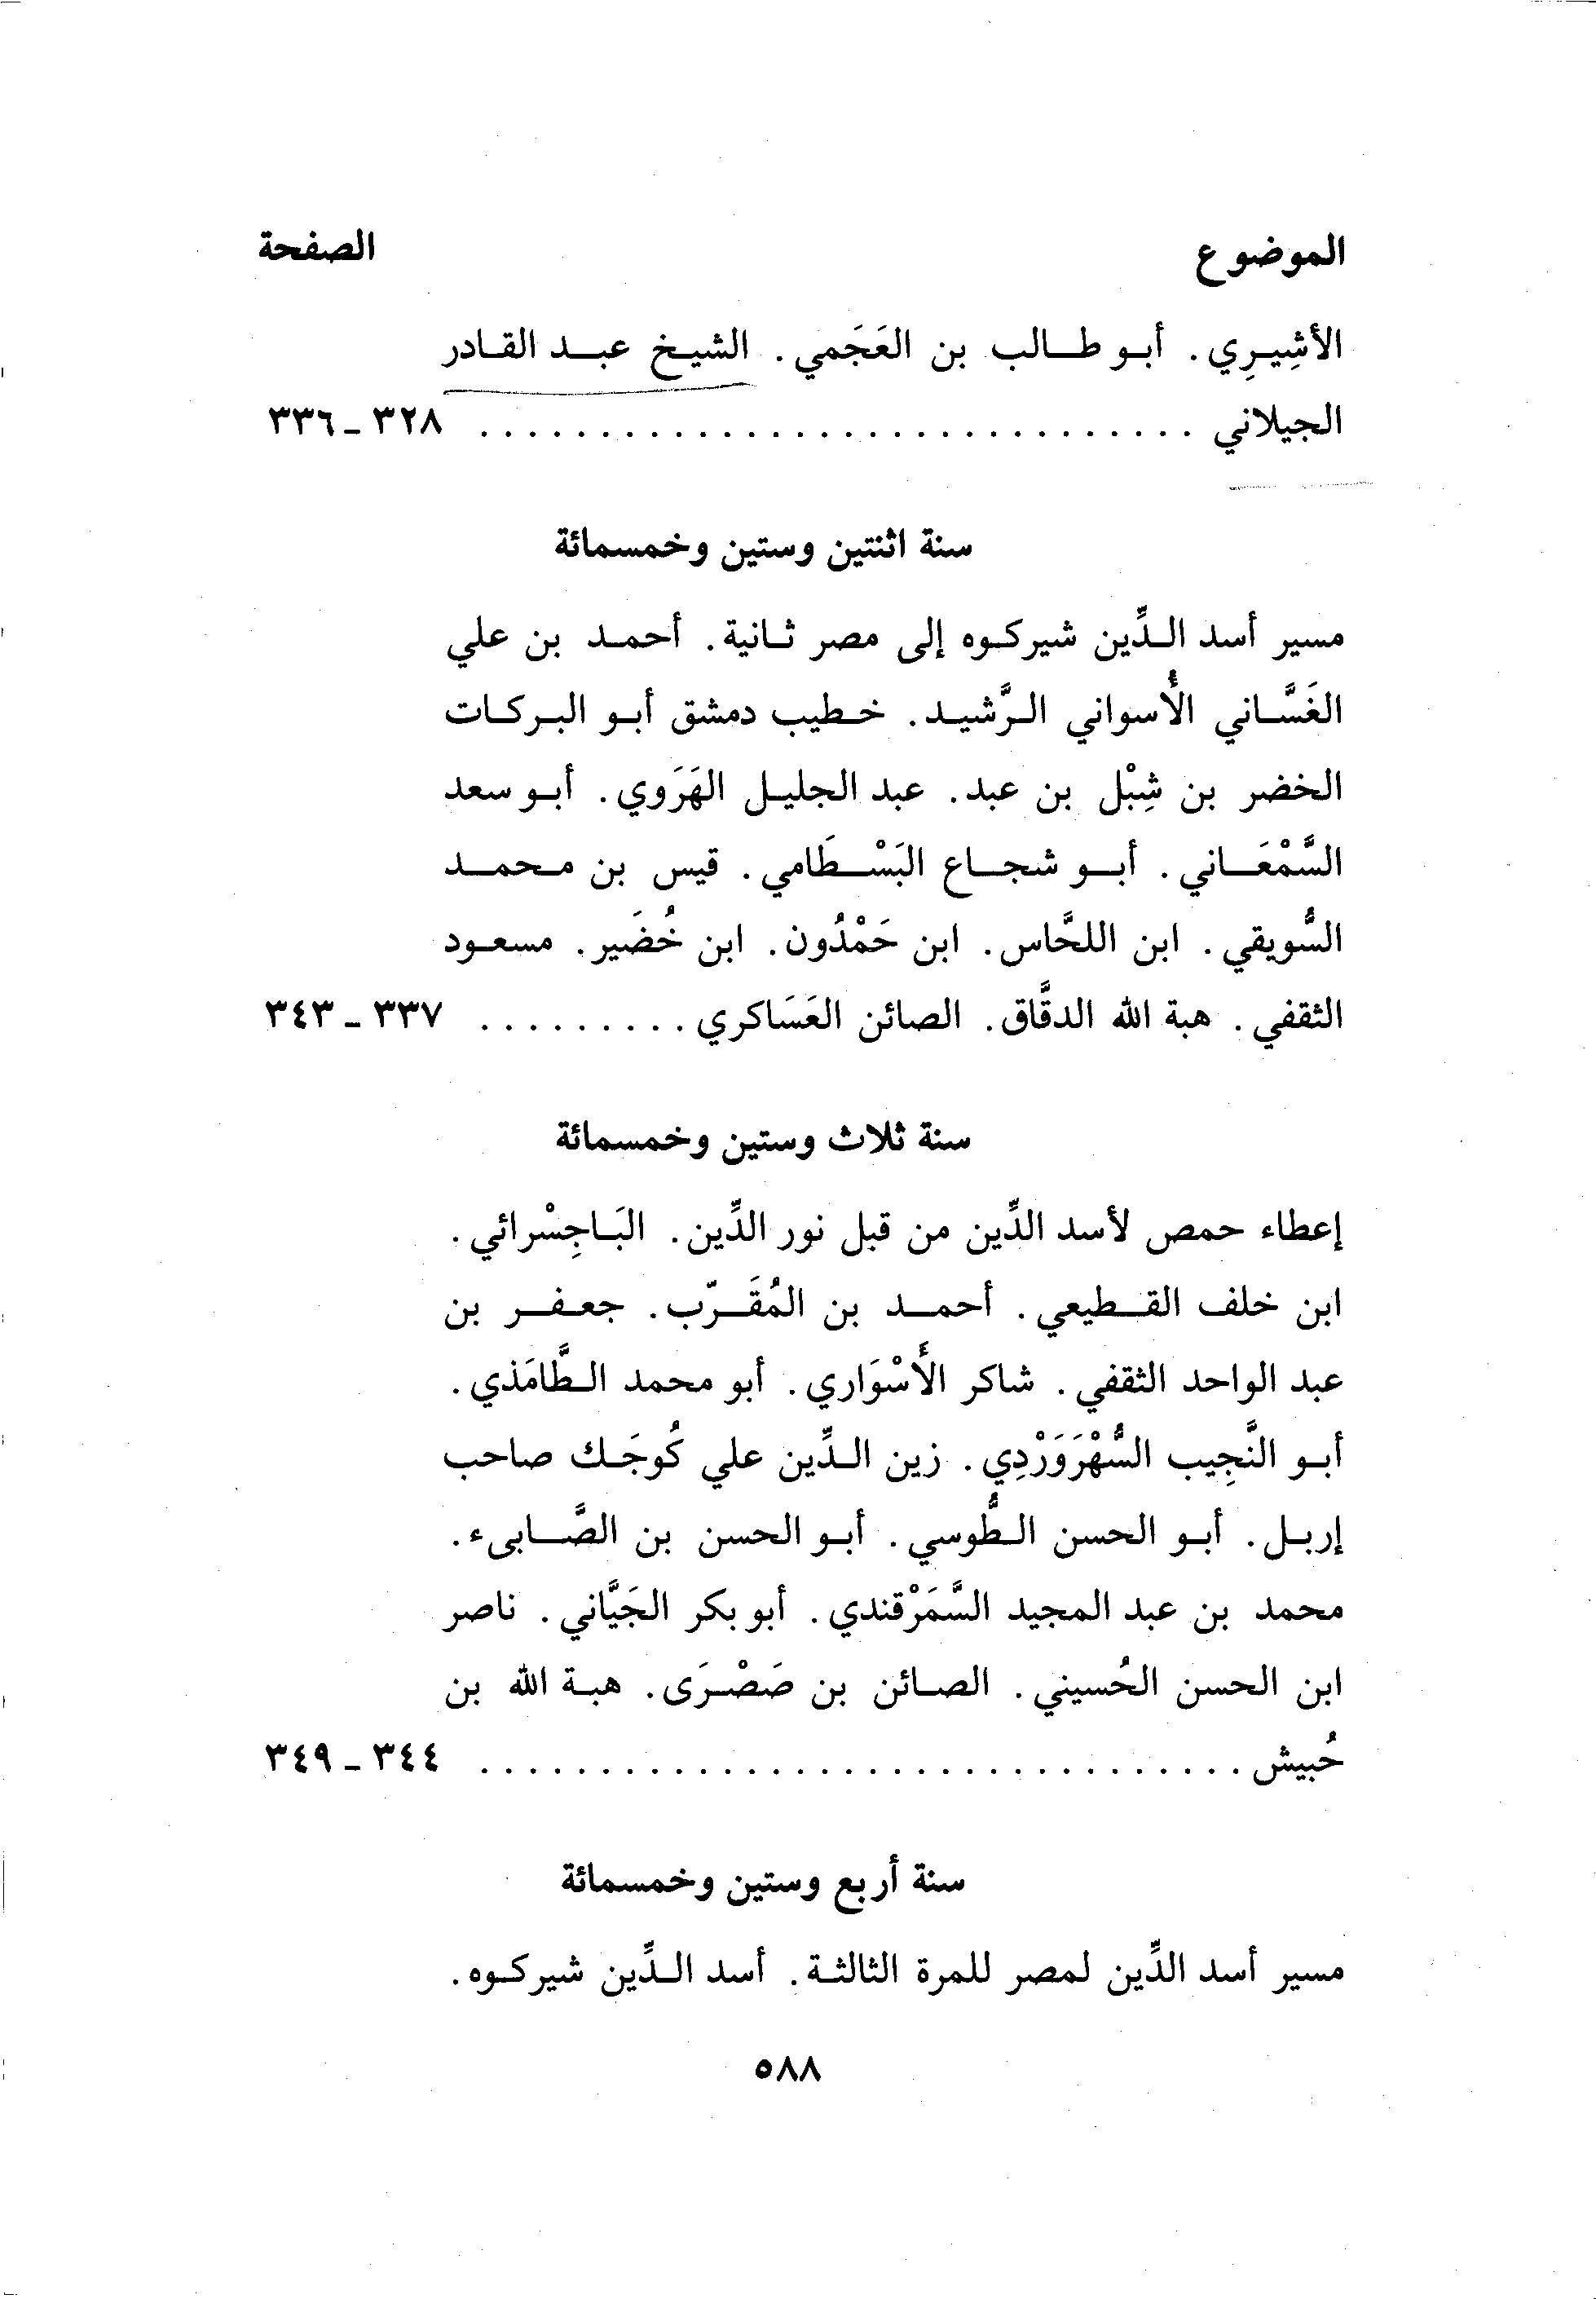 الموضوع الصفحة
الأشِيرِي. أبو طالب بن العَجَمي. الشيخ عبد القادر
الجيلاني .............................. ٣٢٨ - ٣٣٦
سنة اثنتين وستين وخمسمائة
مسير أسد الدِّين شيركوه إلى مصر ثانية. أحمد بن علي
الغَسَّاني الأُسواني الرَّشيد. خطيب دمشق أبو البركات
الخضر بن شِبْل بن عبد. عبد الجليل الهَرَوي. أبو سعد
السَّمْعَاني. أبو شجاع البَسْطَامي. قيس بن محمد
السُّويقي. ابن اللحَّاس. ابن حَمْدُون. ابن خُضَير. مسعود
الثقفي. هبة الله الدقَّاق. الصائن العَسَاكري ......... ٣٣٧ - ٣٤٣
سنة ثلاث وستين وخمسمائة
إعطاء حمص لأسد الدِّين من قبل نور الدِّين. البَاجِسْرائي.
ابن خلف القطيعي. أحمد بن المُقَرّب. جعفر بن
عبد الواحد الثقفي. شاكر الأَسْوَاري. أبو محمد الطَّامَذي.
أبو النَّجِيب السُّهْرَوَرْدِي. زين الدِّين علي كُوجَك صاحب
إربل. أبو الحسن الطُّوسي. أبو الحسن بن الصَّابىء.
محمد بن عبد المجيد السَّمَرْقندي. أبو بكر الجَيَّاني. ناصر
ابن الحسن الحُسيني. الصائن بن صَصْرَى. هبة الله بن
حُبيش ................................ ٣٤٤ - ٣٤٩
سنة أربع وستين وخمسمائة
مسير أسد الدِّين لمصر للمرة الثالثة. أسد الدِّين شيركوه.
٥٨٨